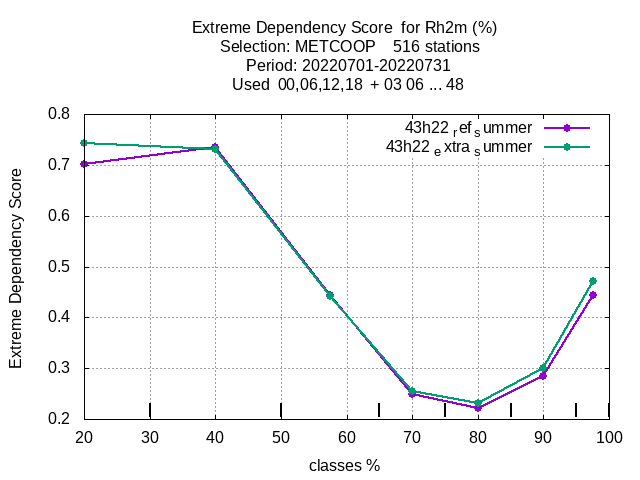 Extreme Dependency Score for Rh2m (%)
Selection: METCOOP 516 stations
Period: 20220701-20220731
Used 00,06,12,18 + 03 06 ... 48
43h22 ref summer
43h22 extra summer
Extreme Dependency Score
0.8
0.7
0.6
0.5
0.4
0.3
0.2
20 30 40 50 60 70 80 90 100
classes %